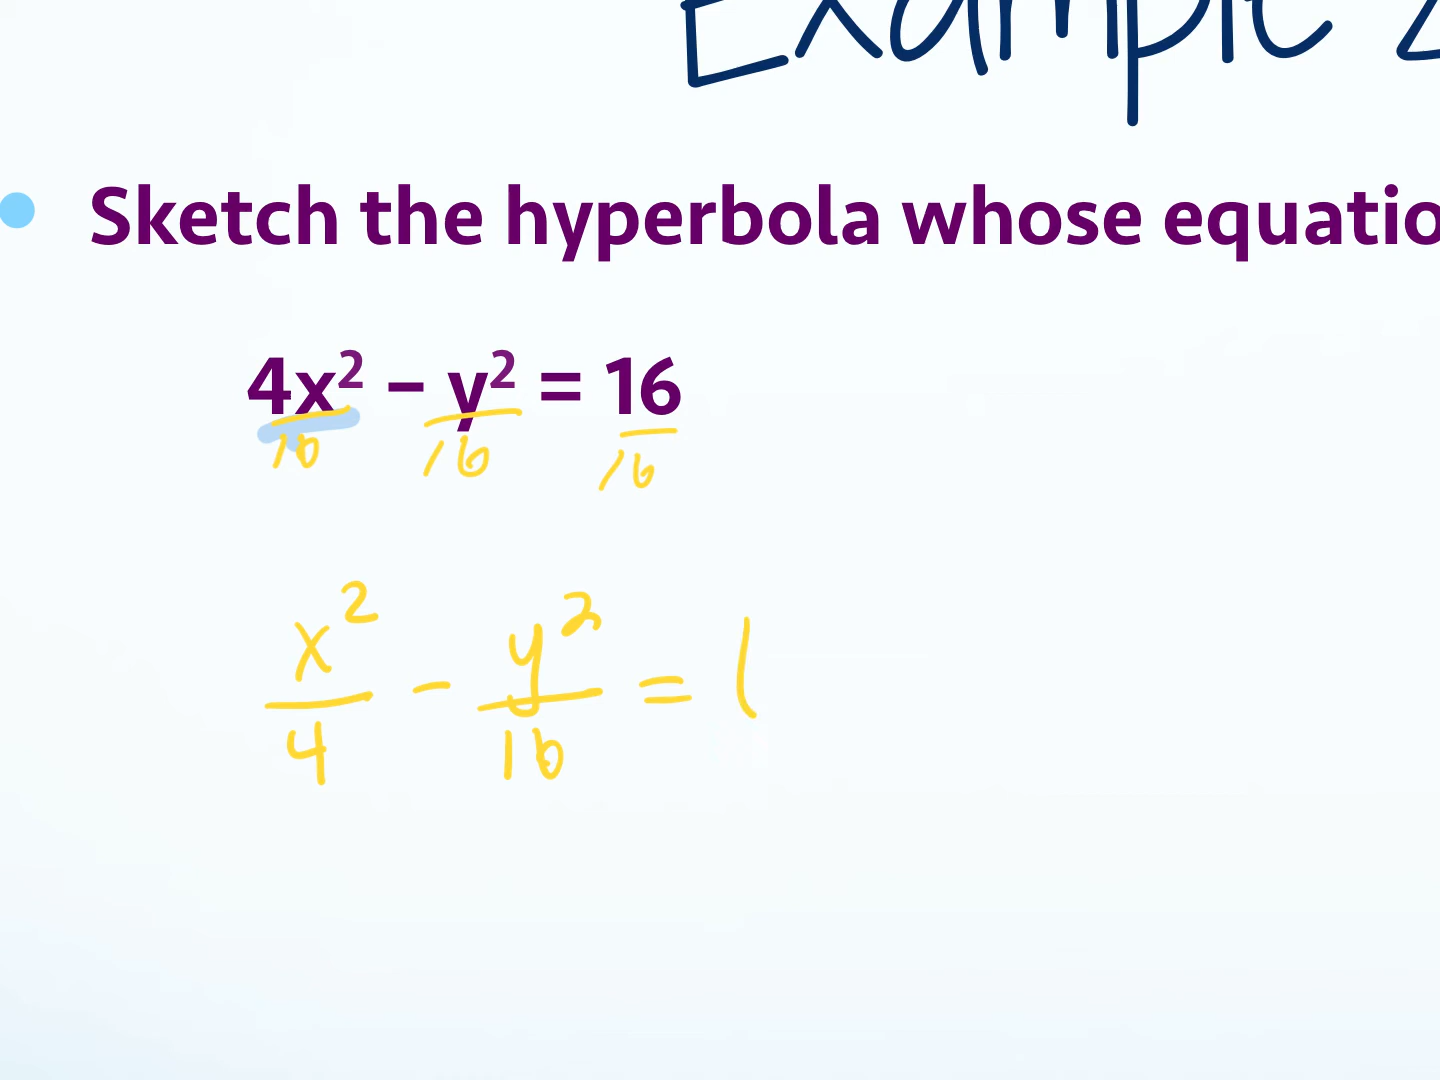 Example 2
• Sketch the hyperbola whose equatio
4x² − y² = 16
16 16 16
x² / 4 − y² / 16 = 1